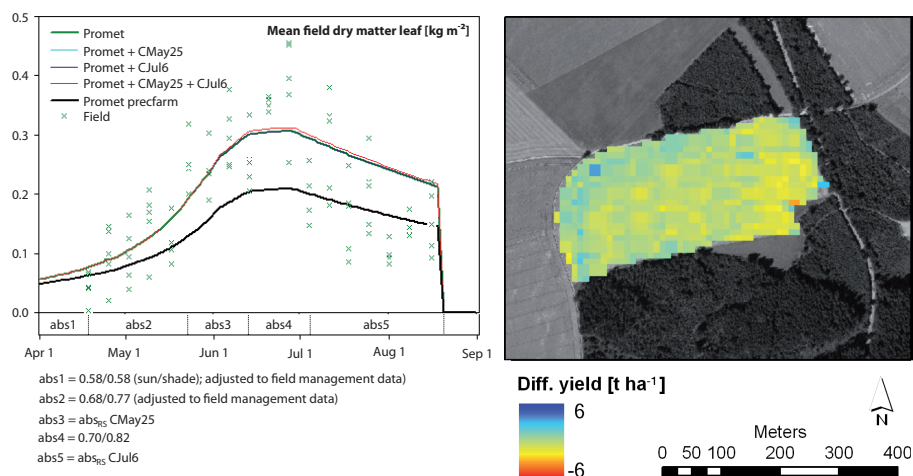 Mean field dry matter leaf [kg m-2]
Promet
Promet + CMay25
Promet + CJul6
Promet + CMay25 + CJul6
Promet precfarm
Field
0.5
0.4
0.3
0.2
0.1
0.0
abs1 abs2 abs3 abs4 abs5
Apr 1 May 1 Jun 1 Jul 1 Aug 1 Sep 1
abs1 = 0.58/0.58 (sun/shade; adjusted to field management data)
abs2 = 0.68/0.77 (adjusted to field management data)
abs3 = absRS CMay25
abs4 = 0.70/0.82
abs5 = absRS CJul6
Diff. yield [t ha-1]
6
-6
N
Meters
0 50 100 200 300 400